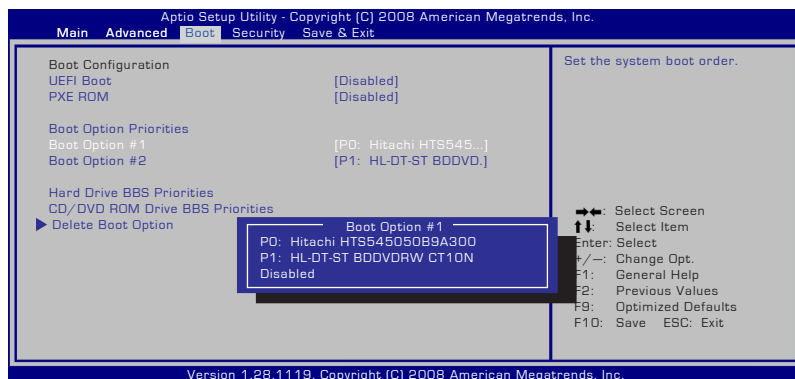 Aptio Setup Utility - Copyright (C) 2008 American Megatrends, Inc.
Main Advanced Boot Security Save & Exit
Boot Configuration
UEFI Boot [Disabled]
PXE ROM [Disabled]
Boot Option Priorities
Boot Option #1 [P0: Hitachi HTS545...]
Boot Option #2 [P1: HL-DT-ST BDDVD.]
Hard Drive BBS Priorities
CD/DVD ROM Drive BBS Priorities
Delete Boot Option
Boot Option #1
P0: Hitachi HTS545050B9A300
P1: HL-DT-ST BDDVDRW CT10N
Disabled
Set the system boot order.
→←: Select Screen
↑↓: Select Item
Enter: Select
+/—: Change Opt.
F1: General Help
F2: Previous Values
F9: Optimized Defaults
F10: Save ESC: Exit
Version 1.28.1119. Copyright (C) 2008 American Megatrends, Inc.